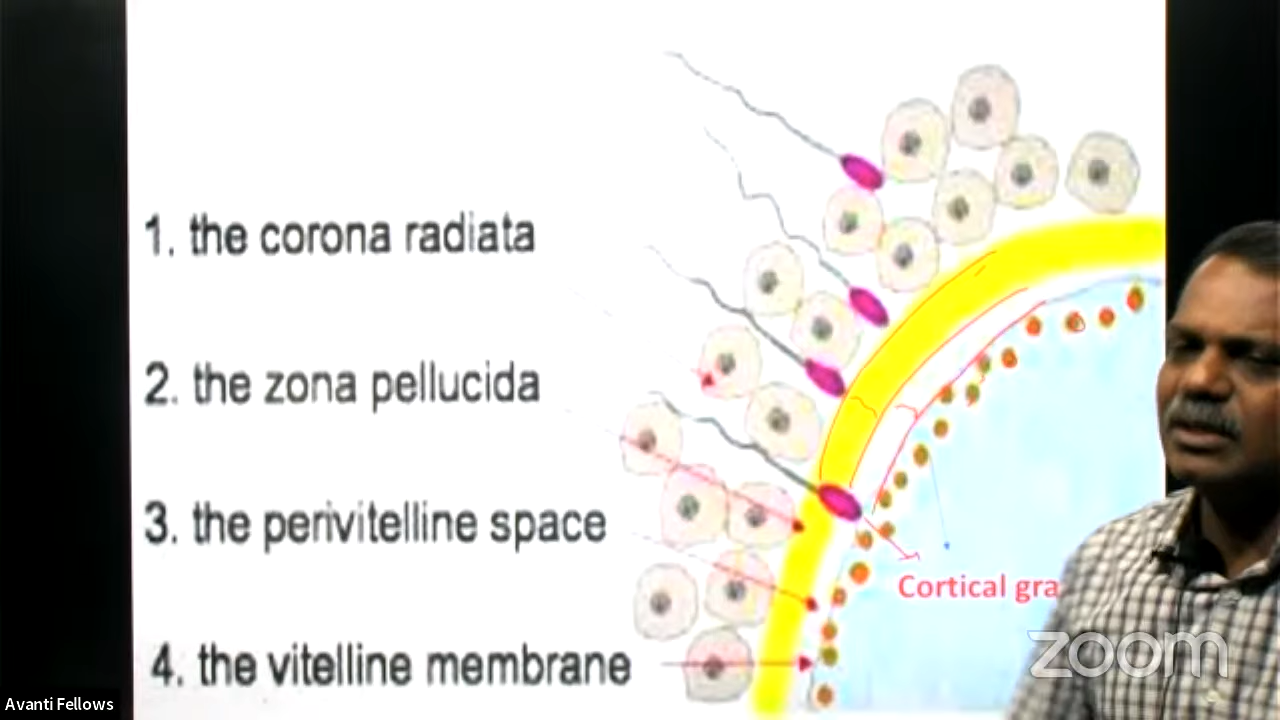 1. the corona radiata
2. the zona pellucida
3. the perivitelline space
Cortical gra
4. the vitelline membrane
zoom
Avanti Fellows